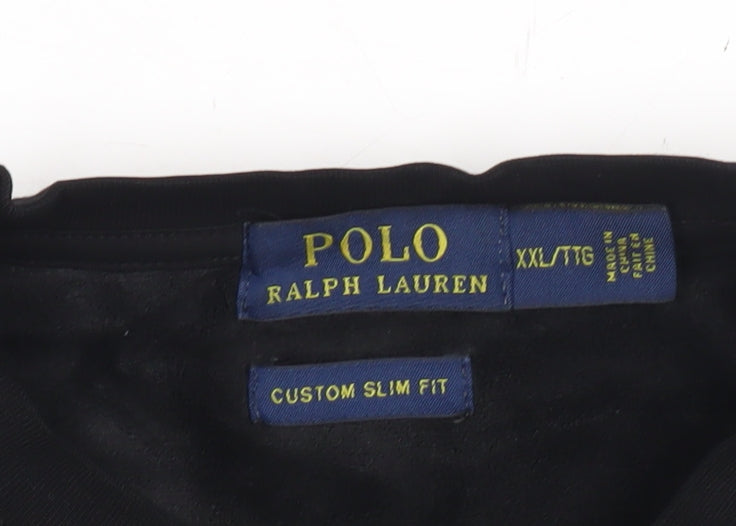 POLO
RALPH LAUREN
XXL/TTG
MADE IN
CHINA
FAIT EN
CHINE
CUSTOM SLIM FIT